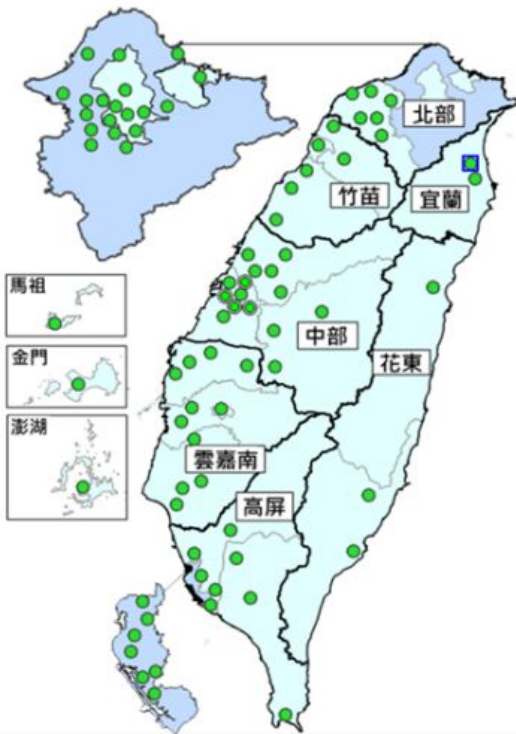 北部
宜蘭
竹苗
馬祖
中部
金門
花東
澎湖
雲嘉南
高屏